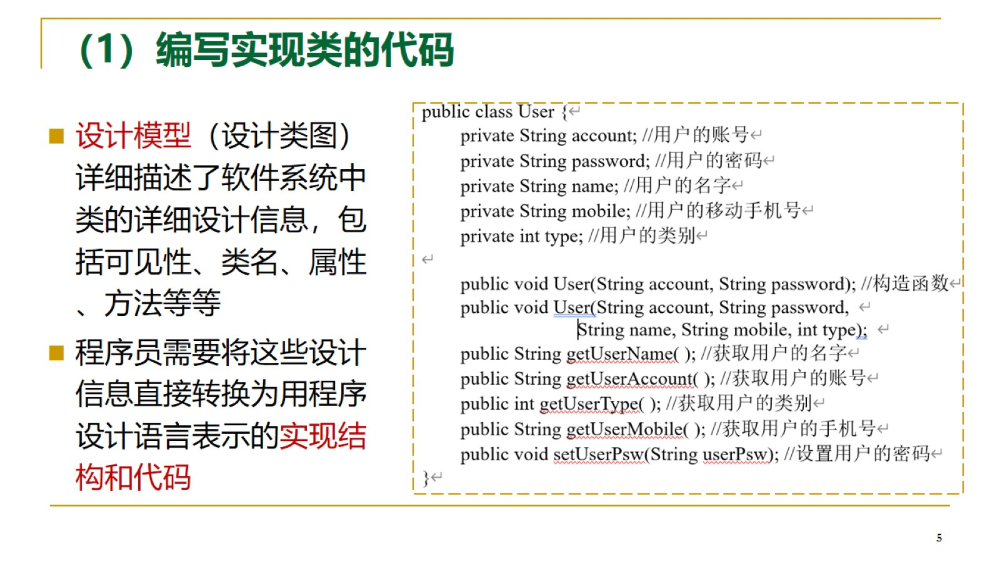 （1）编写实现类的代码
设计模型（设计类图）
详细描述了软件系统中
类的详细设计信息，包
括可见性、类名、属性
、方法等等
程序员需要将这些设计
信息直接转换为用程序
设计语言表示的实现结
构和代码
public class User {↵
private String account; //用户的账号↵
private String password; //用户的密码↵
private String name; //用户的名字↵
private String mobile; //用户的移动手机号↵
private int type; //用户的类别↵
↵
public void User(String account, String password); //构造函数↵
public void User(String account, String password, ↵
String name, String mobile, int type); ↵
public String getUserName( ); //获取用户的名字↵
public String getUserAccount( ); //获取用户的账号↵
public int getUserType( ); //获取用户的类别↵
public String getUserMobile( ); //获取用户的手机号↵
public void setUserPsw(String userPsw); //设置用户的密码↵
}↵
5